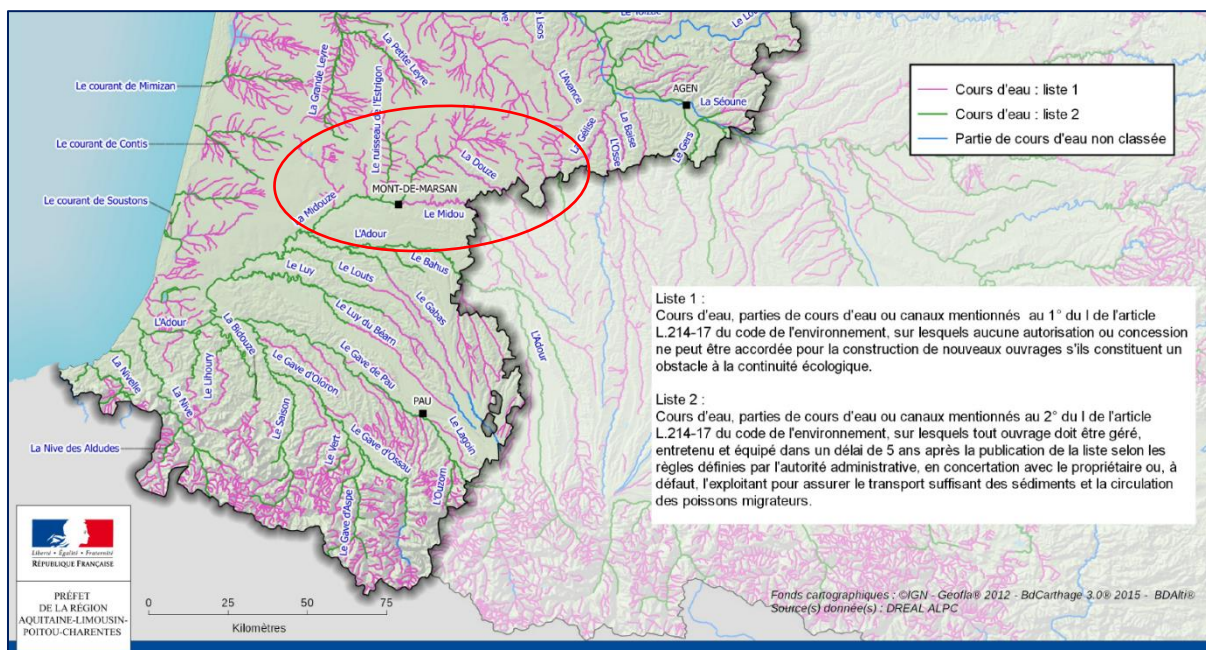 Le Lisos
La Petite Leyre
La Grande Leyre
Le courant de Mimizan
Le ruisseau de l'Estrigon
L'Avance
AGEN
La Séoune
Le courant de Contis
La Gélise
La Baïse
L'Osse
Le Gers
La Douze
MONT-DE-MARSAN
Le courant de Soustons
La Midouze
Le Midou
L'Adour
Le Bahus
Le Luy
Le Louts
Le Gabas
Le Luy du Béarn
L'Adour
L'Adour
La Bidouze
Le Gave de Pau
Le Gave d'Oloron
Le Lihoury
La Nivelle
La Nive
PAU
Le Saison
Le Lagoin
La Nive des Aldudes
Le Vert
Le Gave d'Ossau
L'Ouzom
Le Gave d'Aspe
Cours d'eau : liste 1
Cours d'eau : liste 2
Partie de cours d'eau non classée
Liste 1 :
Cours d'eau, parties de cours d'eau ou canaux mentionnés au 1° du I de l'article
L.214-17 du code de l'environnement, sur lesquels aucune autorisation ou concession
ne peut être accordée pour la construction de nouveaux ouvrages s'ils constituent un
obstacle à la continuité écologique.
Liste 2 :
Cours d'eau, parties de cours d'eau ou canaux mentionnés au 2° du I de l'article
L.214-17 du code de l'environnement, sur lesquels tout ouvrage doit être géré,
entretenu et équipé dans un délai de 5 ans après la publication de la liste selon les
règles définies par l'autorité administrative, en concertation avec le propriétaire ou, à
défaut, l'exploitant pour assurer le transport suffisant des sédiments et la circulation
des poissons migrateurs.
Liberté • Égalité • Fraternité
RÉPUBLIQUE FRANÇAISE
PRÉFET
DE LA RÉGION
AQUITAINE-LIMOUSIN-
POITOU-CHARENTES
0 25 50 75
Kilomètres
Fonds cartographiques : ©IGN - Geofla® 2012 - BdCarthage 3.0® 2015 - BDAlti®
Source(s) donnée(s) : DREAL ALPC